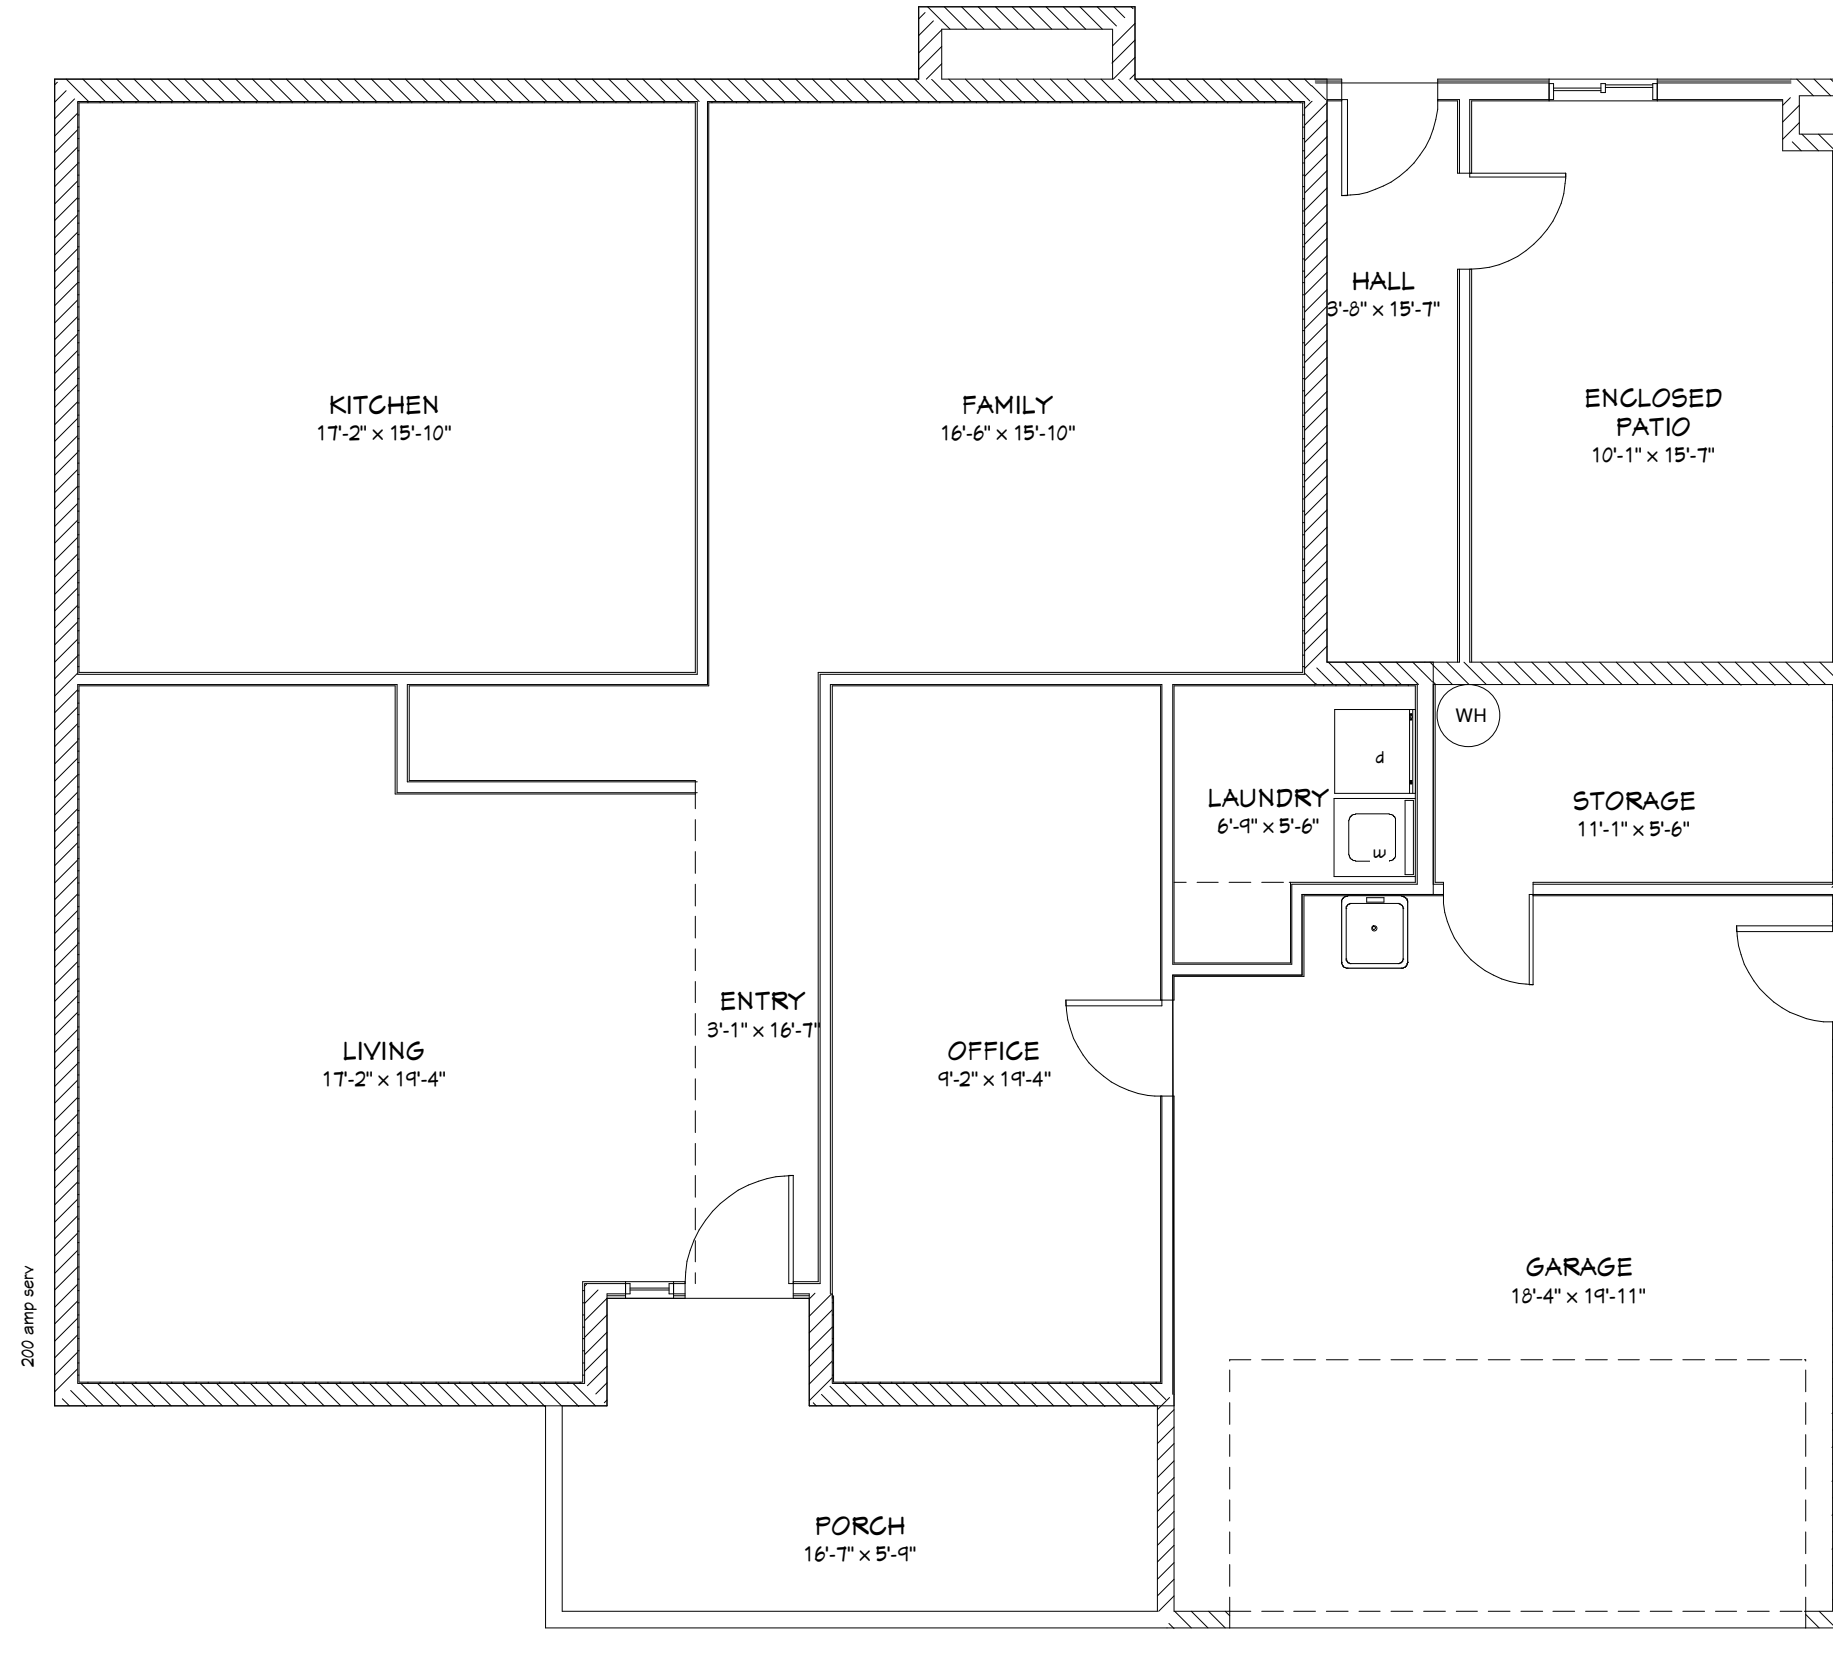 HALL
3'-8" x 15'-7"
KITCHEN
17'-2" x 15'-10"
FAMILY
16'-6" x 15'-10"
ENCLOSED
PATIO
10'-1" x 15'-7"
WH
d
LAUNDRY
6'-9" x 5'-6"
w
STORAGE
11'-1" x 5'-6"
ENTRY
3'-1" x 16'-7"
LIVING
17'-2" x 19'-4"
OFFICE
9'-2" x 19'-4"
GARAGE
18'-4" x 19'-11"
200 amp serv
PORCH
16'-7" x 5'-9"